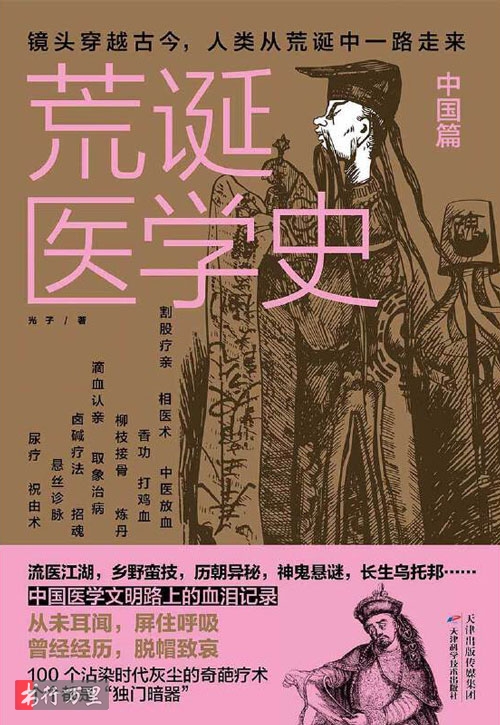 镜头穿越古今，人类从荒诞中一路走来
荒诞
医学史
中国篇
光子/著
割股疗亲 相医术 中医放血
香功 打鸡血
柳枝接骨 炼丹
滴血认亲 取象治病
卤碱疗法 招魂
悬丝诊脉
尿疗 祝由术
流医江湖，乡野蛮技，历朝异秘，神鬼悬谜，长生乌托邦……
中国医学文明路上的血泪记录
从未耳闻，屏住呼吸
曾经经历，脱帽致哀
100个沾染时代灰尘的奇葩疗术
“独门暗器”
书行万里
天津出版传媒集团
天津科学技术出版社